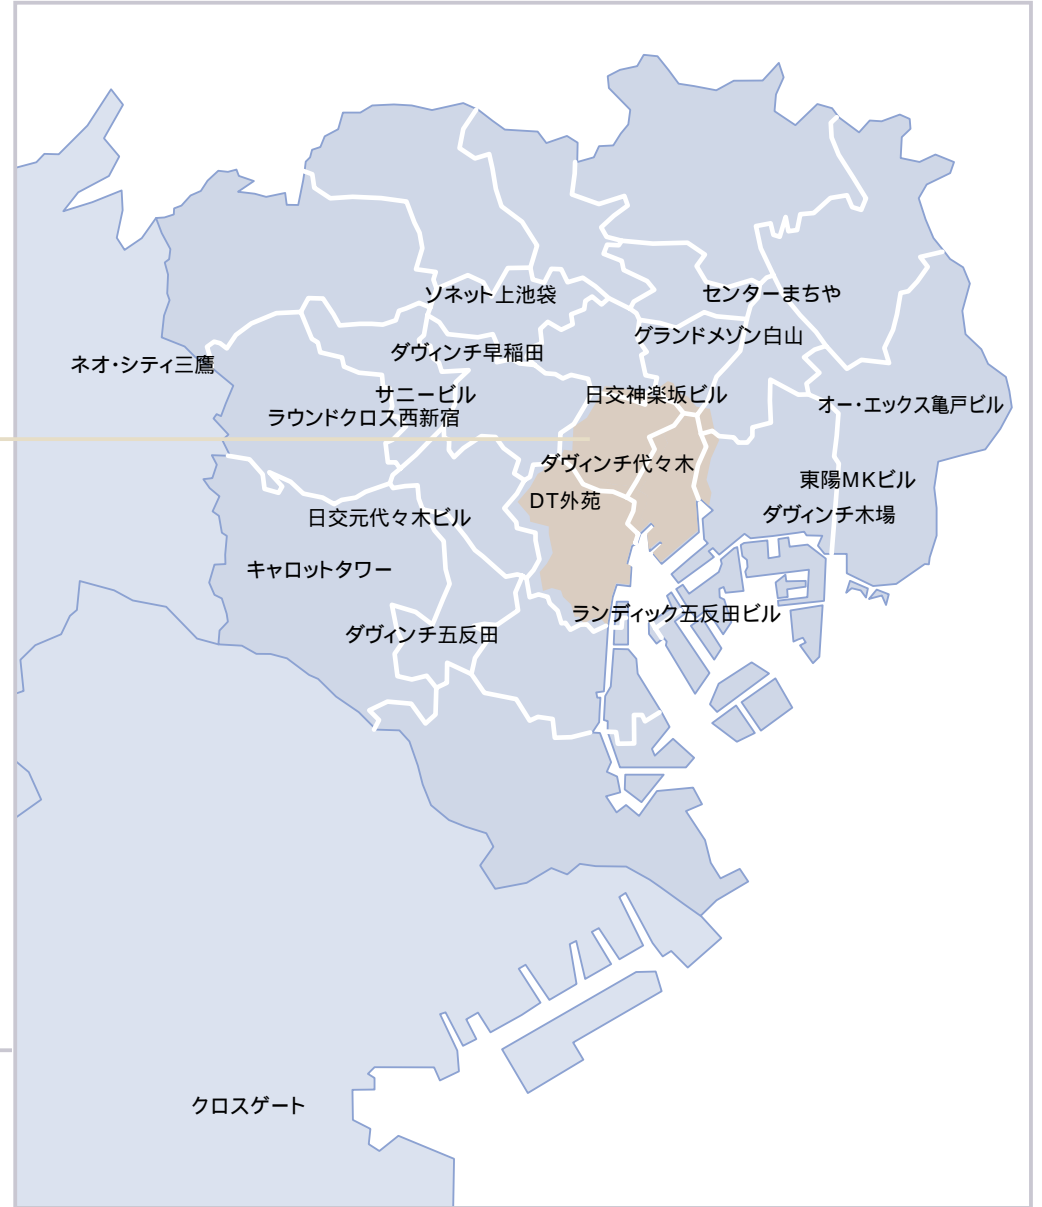 ソネット上池袋
センターまちや
グランドメゾン白山
ダヴィンチ早稲田
ネオ・シティ三鷹
サニービル
日交神楽坂ビル
オー・エックス亀戸ビル
ラウンドクロス西新宿
ダヴィンチ代々木
東陽MKビル
DT外苑
ダヴィンチ木場
日交元代々木ビル
キャロットタワー
ランディック五反田ビル
ダヴィンチ五反田
クロスゲート